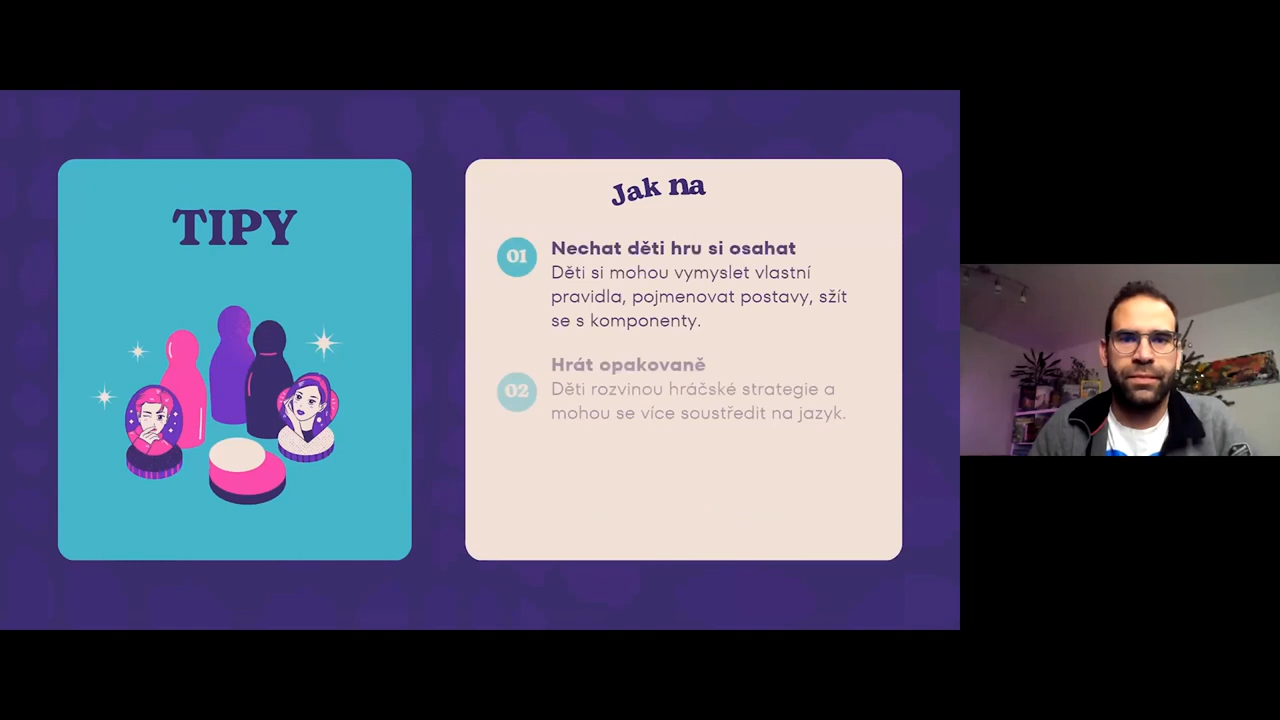 TIPY
Jak na
01
Nechat děti hru si osahat
Děti si mohou vymyslet vlastní
pravidla, pojmenovat postavy, sžít
se s komponenty.
02
Hrát opakovaně
Děti rozvinou hráčské strategie a
mohou se více soustředit na jazyk.